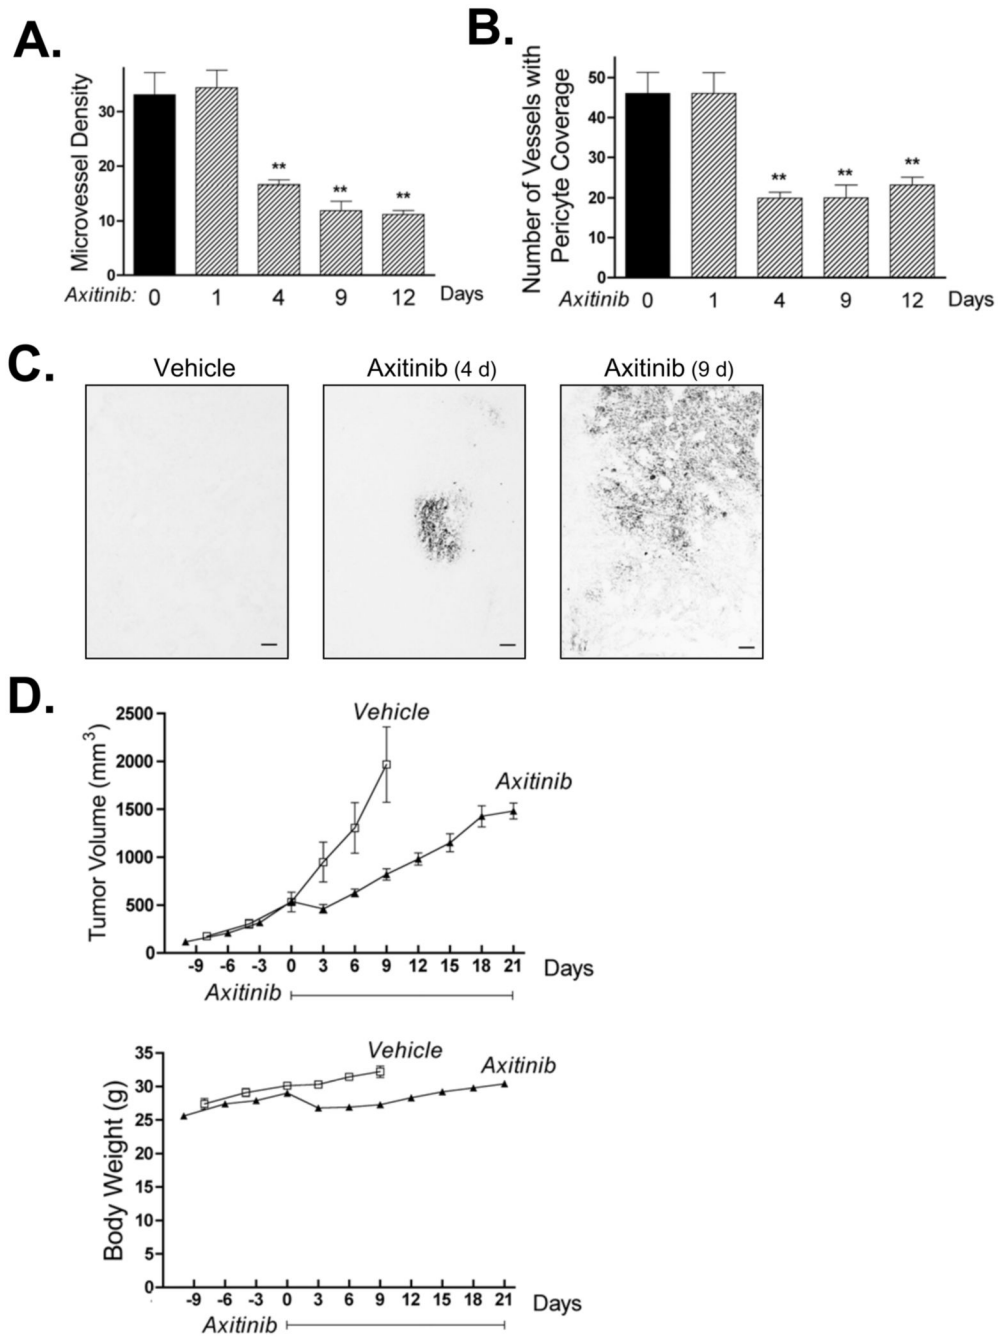 A.
Microvessel Density
30
20
10
0
** ** **
Axitinib: 0 1 4 9 12 Days
B.
Number of Vessels with
Pericyte Coverage
50
40
30
20
10
0
** ** **
Axitinib 0 1 4 9 12 Days
C.
Vehicle Axitinib (4 d) Axitinib (9 d)
D.
Tumor Volume (mm3)
2500
2000
1500
1000
500
0
Vehicle
Axitinib
-9 -6 -3 0 3 6 9 12 15 18 21 Days
Axitinib
Body Weight (g)
35
30
25
20
15
10
5
0
Vehicle
Axitinib
-9 -6 -3 0 3 6 9 12 15 18 21 Days
Axitinib